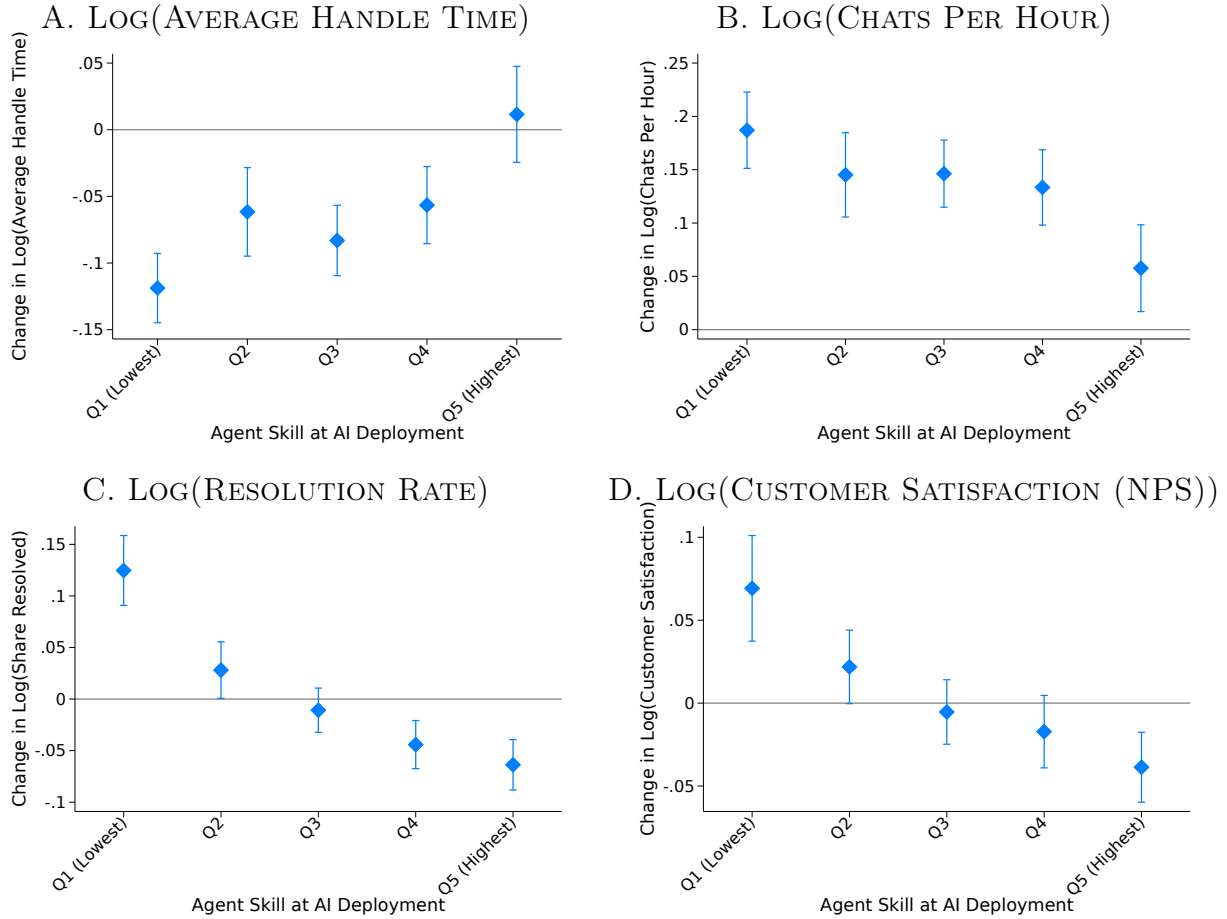 A. Log(Average Handle Time)
Change in Log(Average Handle Time)
.05
0
-.05
-.1
-.15
Q1 (Lowest)
Q2
Q3
Q4
Q5 (Highest)
Agent Skill at AI Deployment
B. Log(Chats Per Hour)
Change in Log(Chats Per Hour)
.25
.2
.15
.1
.05
0
Q1 (Lowest)
Q2
Q3
Q4
Q5 (Highest)
Agent Skill at AI Deployment
C. Log(Resolution Rate)
Change in Log(Share Resolved)
.15
.1
.05
0
-.05
-.1
Q1 (Lowest)
Q2
Q3
Q4
Q5 (Highest)
Agent Skill at AI Deployment
D. Log(Customer Satisfaction (NPS))
Change in Log(Customer Satisfaction)
.1
.05
0
-.05
Q1 (Lowest)
Q2
Q3
Q4
Q5 (Highest)
Agent Skill at AI Deployment